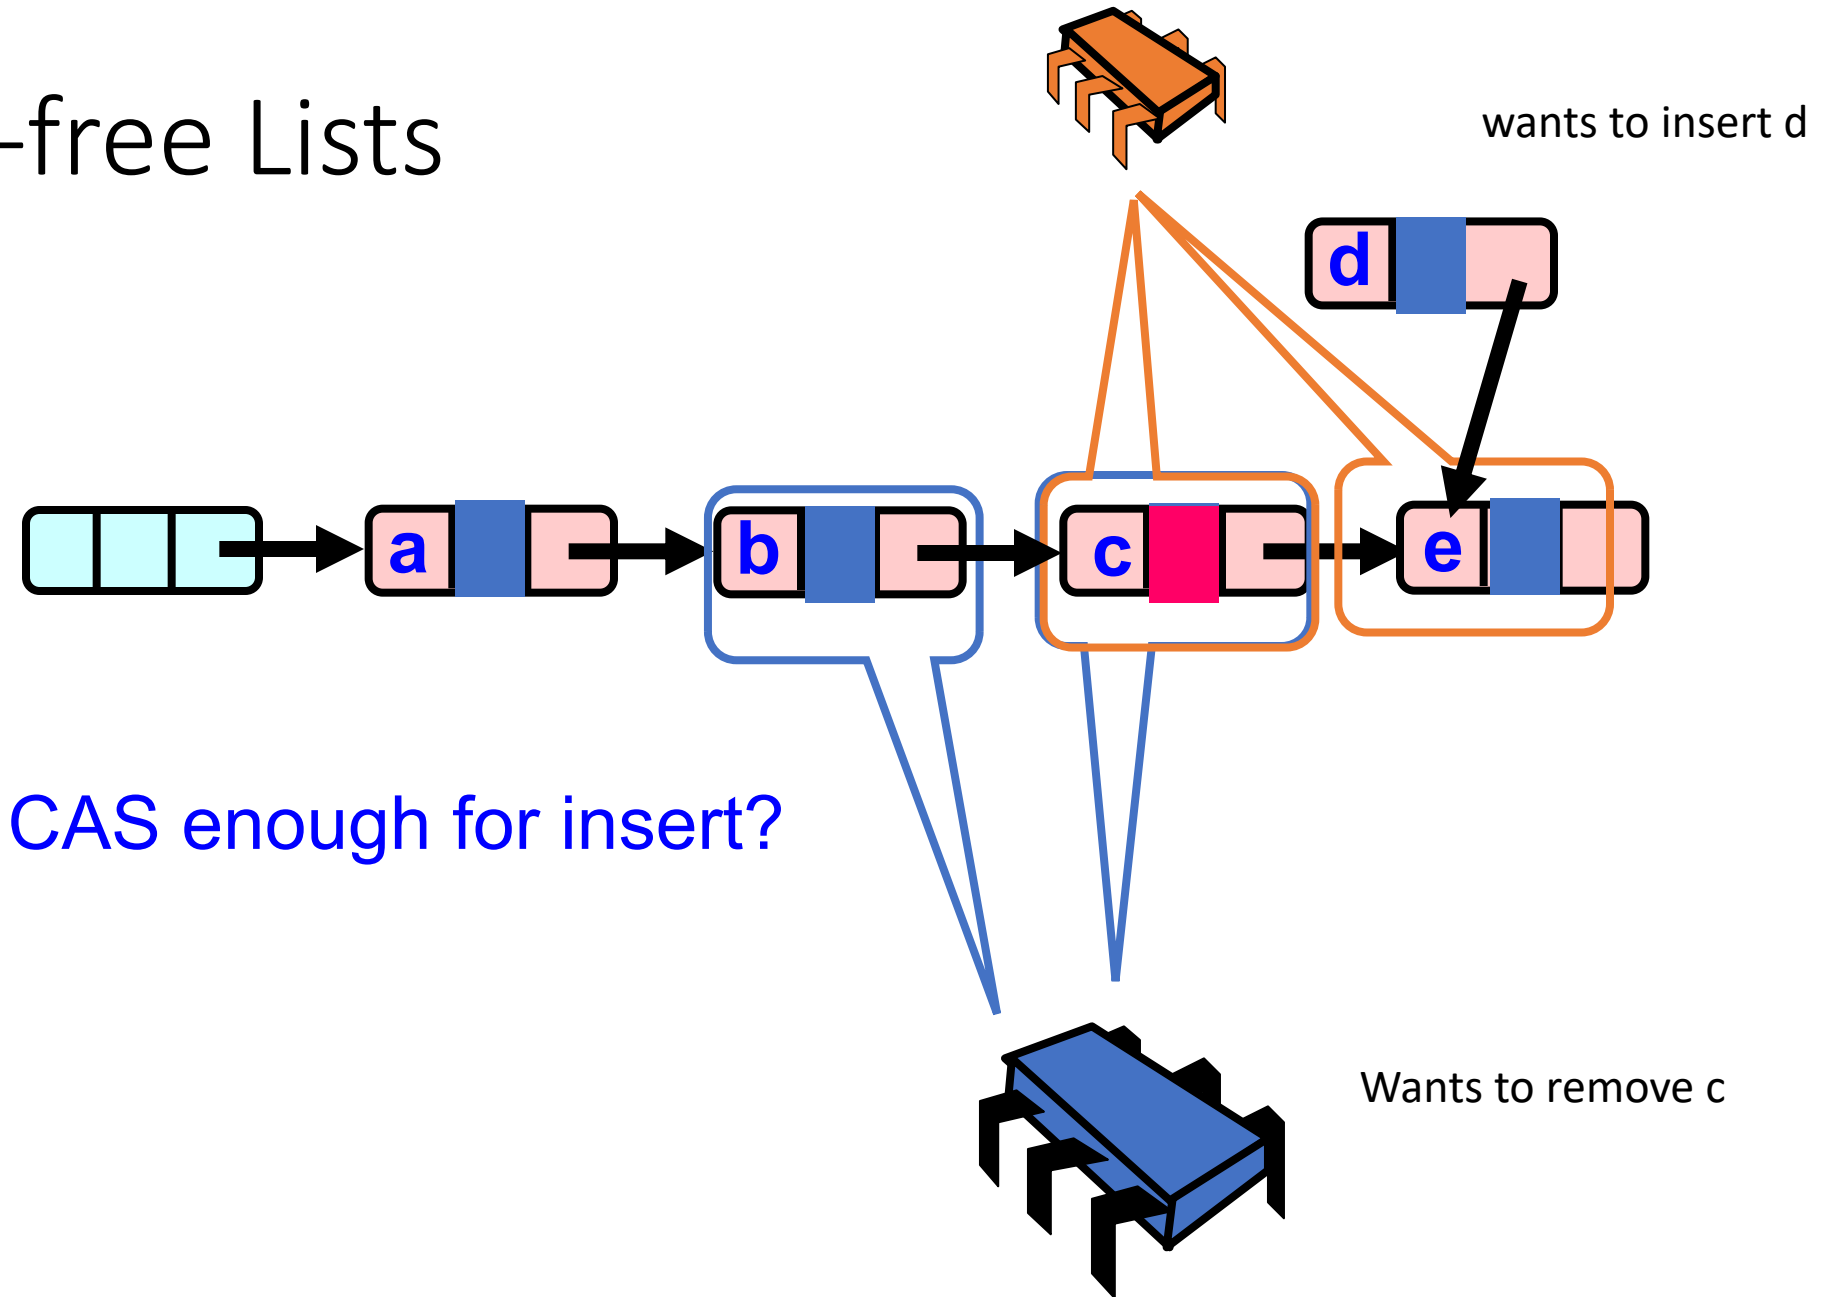 -free Lists
wants to insert d
d
a
b
c
e
CAS enough for insert?
Wants to remove c